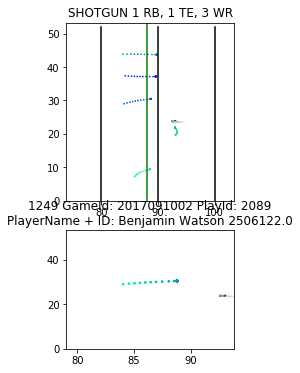 SHOTGUN 1 RB, 1 TE, 3 WR
50
40
30
20
10
0
80 90 100
1249 GameId: 2017091002 PlayId: 2089
PlayerName + ID: Benjamin Watson 2506122.0
40
20
0
80 85 90